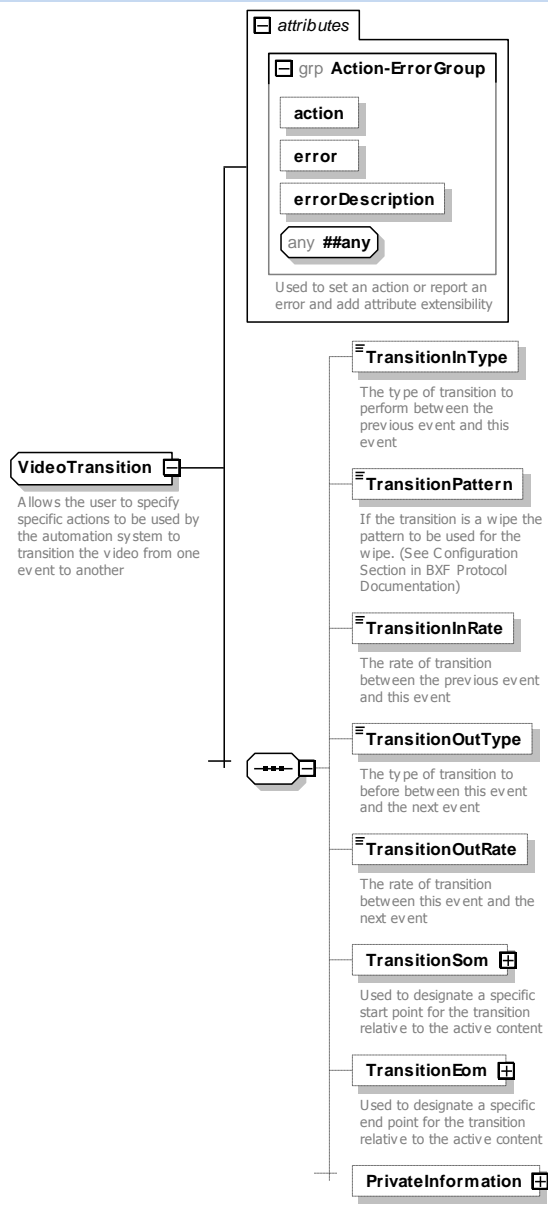 attributes
grp Action-ErrorGroup
action
error
errorDescription
any ##any
Used to set an action or report an
error and add attribute extensibility
VideoTransition
Allows the user to specify
specific actions to be used by
the automation system to
transition the video from one
event to another
TransitionInType
The type of transition to
perform between the
previous event and this
event
TransitionPattern
If the transition is a wipe the
pattern to be used for the
wipe. (See Configuration
Section in BXF Protocol
Documentation)
TransitionInRate
The rate of transition
between the previous event
and this event
TransitionOutType
The type of transition to
before between this event
and the next event
TransitionOutRate
The rate of transition
between this event and the
next event
TransitionSom
Used to designate a specific
start point for the transition
relative to the active content
TransitionEom
Used to designate a specific
end point for the transition
relative to the active content
PrivateInformation